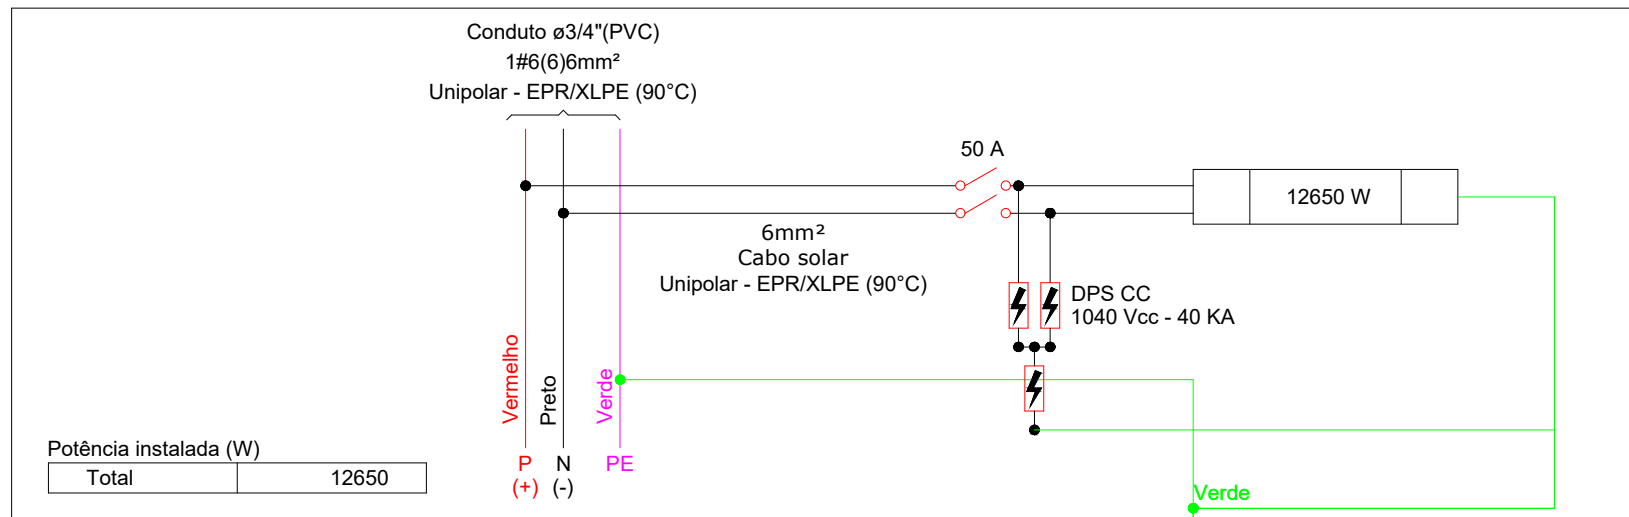 Conduto ø3/4"(PVC)
1#6(6)6mm²
Unipolar - EPR/XLPE (90°C)
50 A
12650 W
6mm²
Cabo solar
Unipolar - EPR/XLPE (90°C)
DPS CC
1040 Vcc - 40 KA
Vermelho
Preto
Verde
Potência instalada (W)
Total 12650
P
(+)
N
(-)
PE
Verde